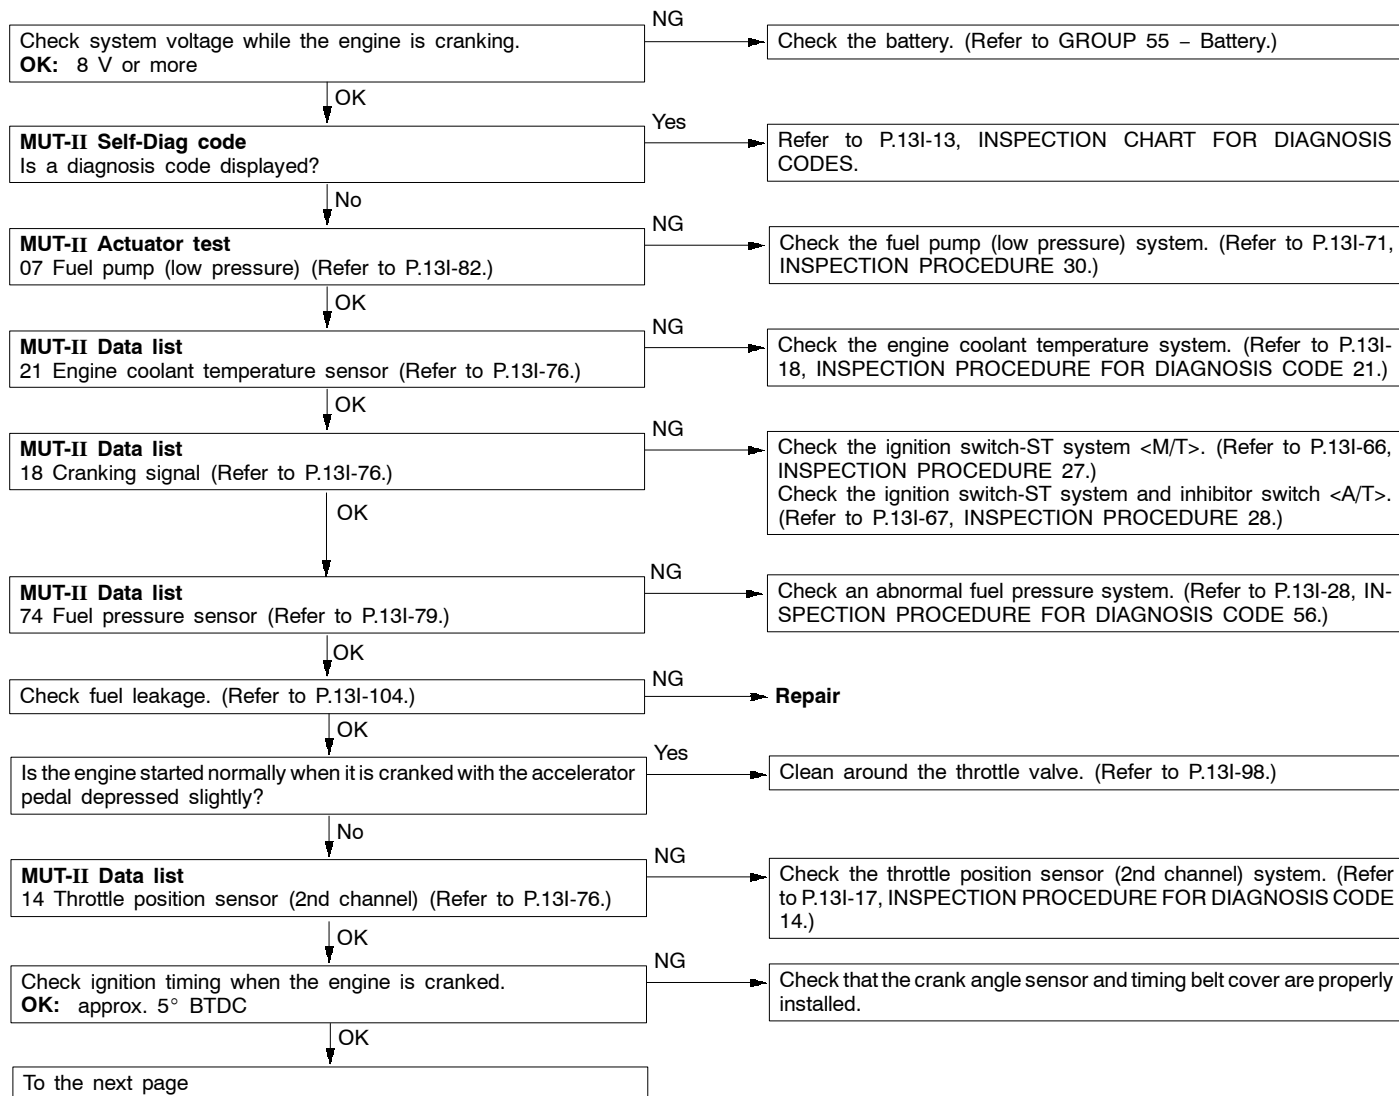 NG
Check system voltage while the engine is cranking.
OK: 8 V or more
Check the battery. (Refer to GROUP 55 – Battery.)
OK
Yes
MUT-II Self-Diag code
Is a diagnosis code displayed?
Refer to P.13I-13, INSPECTION CHART FOR DIAGNOSIS
CODES.
No
NG
MUT-II Actuator test
07 Fuel pump (low pressure) (Refer to P.13I-82.)
Check the fuel pump (low pressure) system. (Refer to P.13I-71,
INSPECTION PROCEDURE 30.)
OK
NG
MUT-II Data list
21 Engine coolant temperature sensor (Refer to P.13I-76.)
Check the engine coolant temperature system. (Refer to P.13I-
18, INSPECTION PROCEDURE FOR DIAGNOSIS CODE 21.)
OK
NG
MUT-II Data list
18 Cranking signal (Refer to P.13I-76.)
Check the ignition switch-ST system <M/T>. (Refer to P.13I-66,
INSPECTION PROCEDURE 27.)
Check the ignition switch-ST system and inhibitor switch <A/T>.
(Refer to P.13I-67, INSPECTION PROCEDURE 28.)
OK
NG
MUT-II Data list
74 Fuel pressure sensor (Refer to P.13I-79.)
Check an abnormal fuel pressure system. (Refer to P.13I-28, IN-
SPECTION PROCEDURE FOR DIAGNOSIS CODE 56.)
OK
NG
Check fuel leakage. (Refer to P.13I-104.)
Repair
OK
Yes
Is the engine started normally when it is cranked with the accelerator
pedal depressed slightly?
Clean around the throttle valve. (Refer to P.13I-98.)
No
NG
MUT-II Data list
14 Throttle position sensor (2nd channel) (Refer to P.13I-76.)
Check the throttle position sensor (2nd channel) system. (Refer
to P.13I-17, INSPECTION PROCEDURE FOR DIAGNOSIS CODE
14.)
OK
NG
Check ignition timing when the engine is cranked.
OK: approx. 5° BTDC
Check that the crank angle sensor and timing belt cover are properly
installed.
OK
To the next page